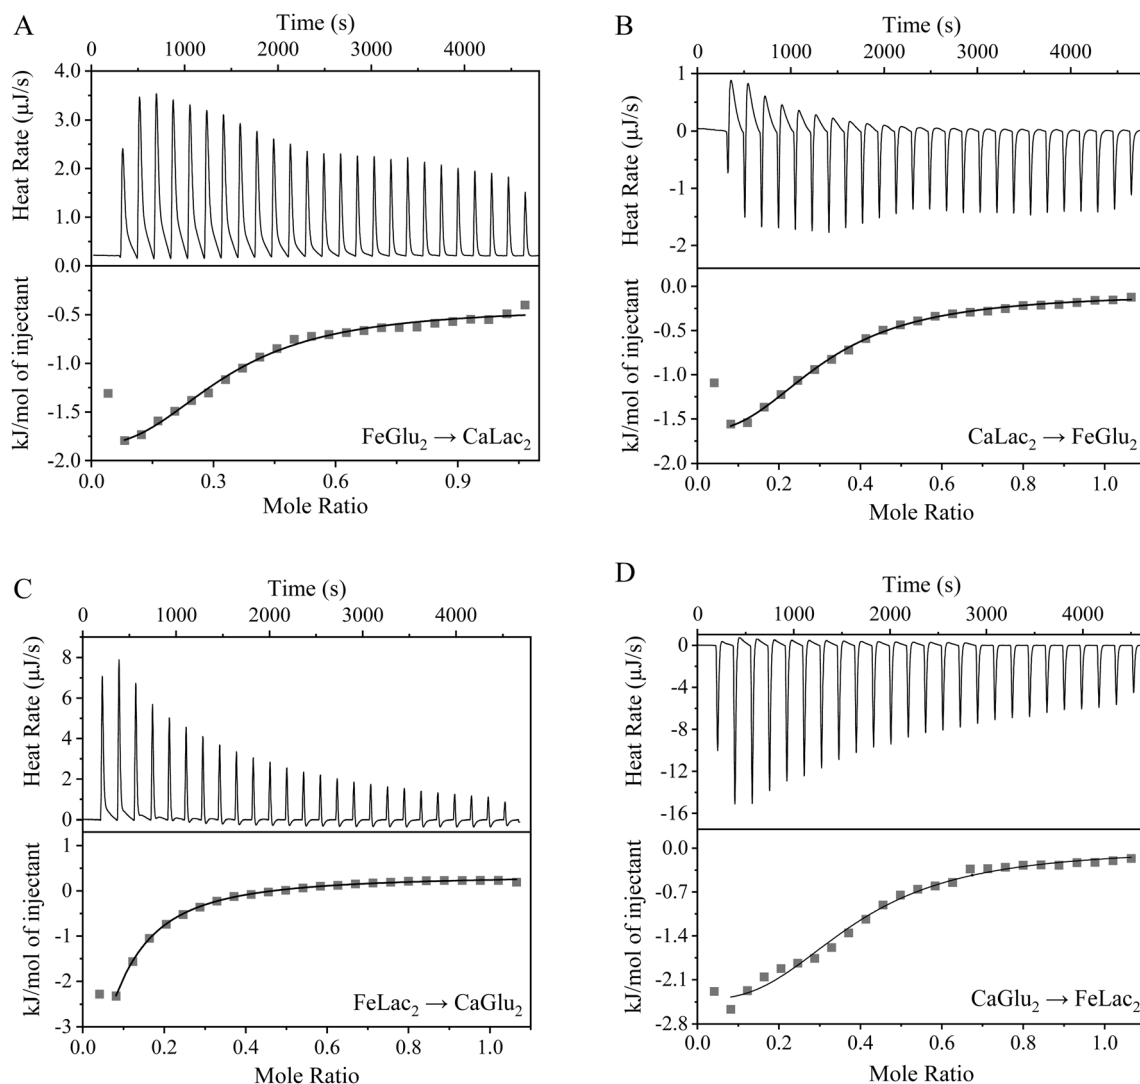 A
Time (s)
0 1000 2000 3000 4000
4.0
3.0
2.0
1.0
0.0
Heat Rate (µJ/s)
0.0
-0.5
-1.0
-1.5
-2.0
kJ/mol of injectant
FeGlu₂ → CaLac₂
0.0 0.3 0.6 0.9
Mole Ratio
B
Time (s)
0 1000 2000 3000 4000
1
0
-1
-2
Heat Rate (µJ/s)
0.0
-0.5
-1.0
-1.5
-2.0
kJ/mol of injectant
CaLac₂ → FeGlu₂
0.0 0.2 0.4 0.6 0.8 1.0
Mole Ratio
C
Time (s)
0 1000 2000 3000 4000
8
6
4
2
0
Heat Rate (µJ/s)
1
0
-1
-2
-3
kJ/mol of injectant
FeLac₂ → CaGlu₂
0.0 0.2 0.4 0.6 0.8 1.0
Mole Ratio
D
Time (s)
0 1000 2000 3000 4000
0
-4
-8
-12
-16
Heat Rate (µJ/s)
0.0
-0.7
-1.4
-2.1
-2.8
kJ/mol of injectant
CaGlu₂ → FeLac₂
0.0 0.2 0.4 0.6 0.8 1.0
Mole Ratio